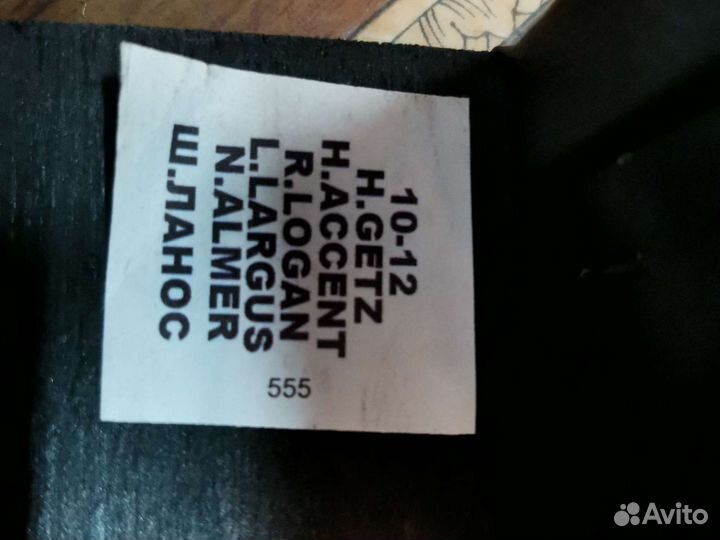 10-12
H.GETZ
H.ACCENT
R.LOGAN
L.LARGUS
N.ALMER
Ш.ЛАНОС
555
Avito